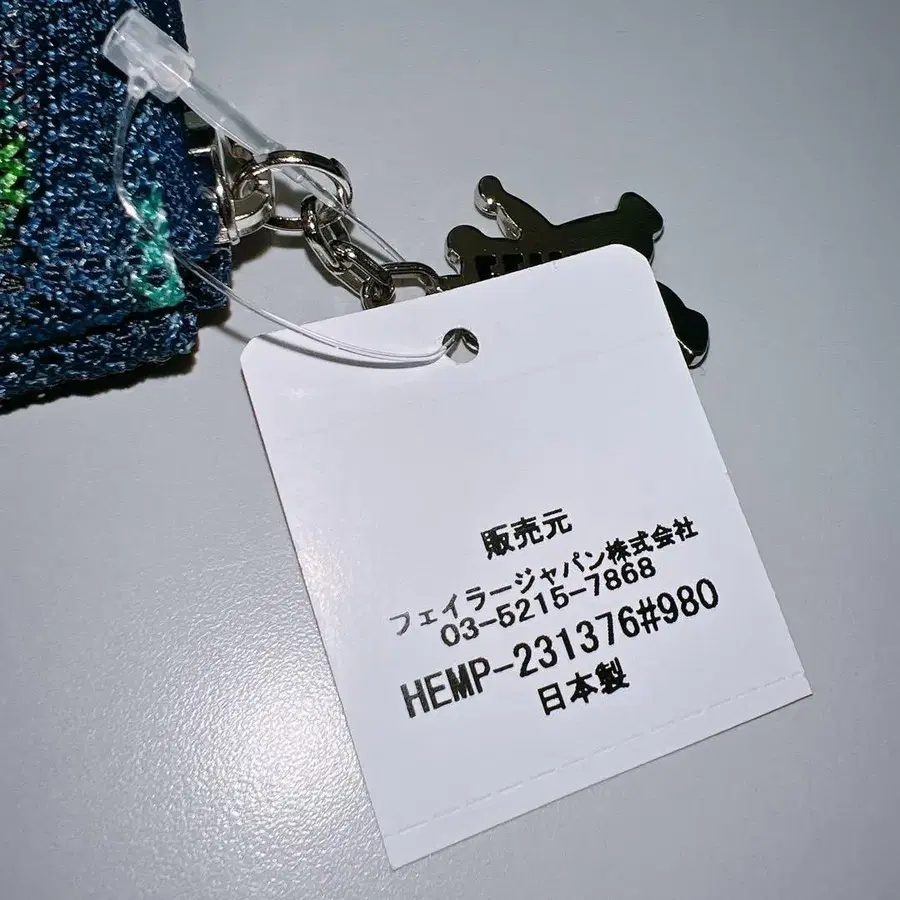 販売元
フェイラージャパン株式会社
03-5215-7868
HEMP-231376#980
日本製